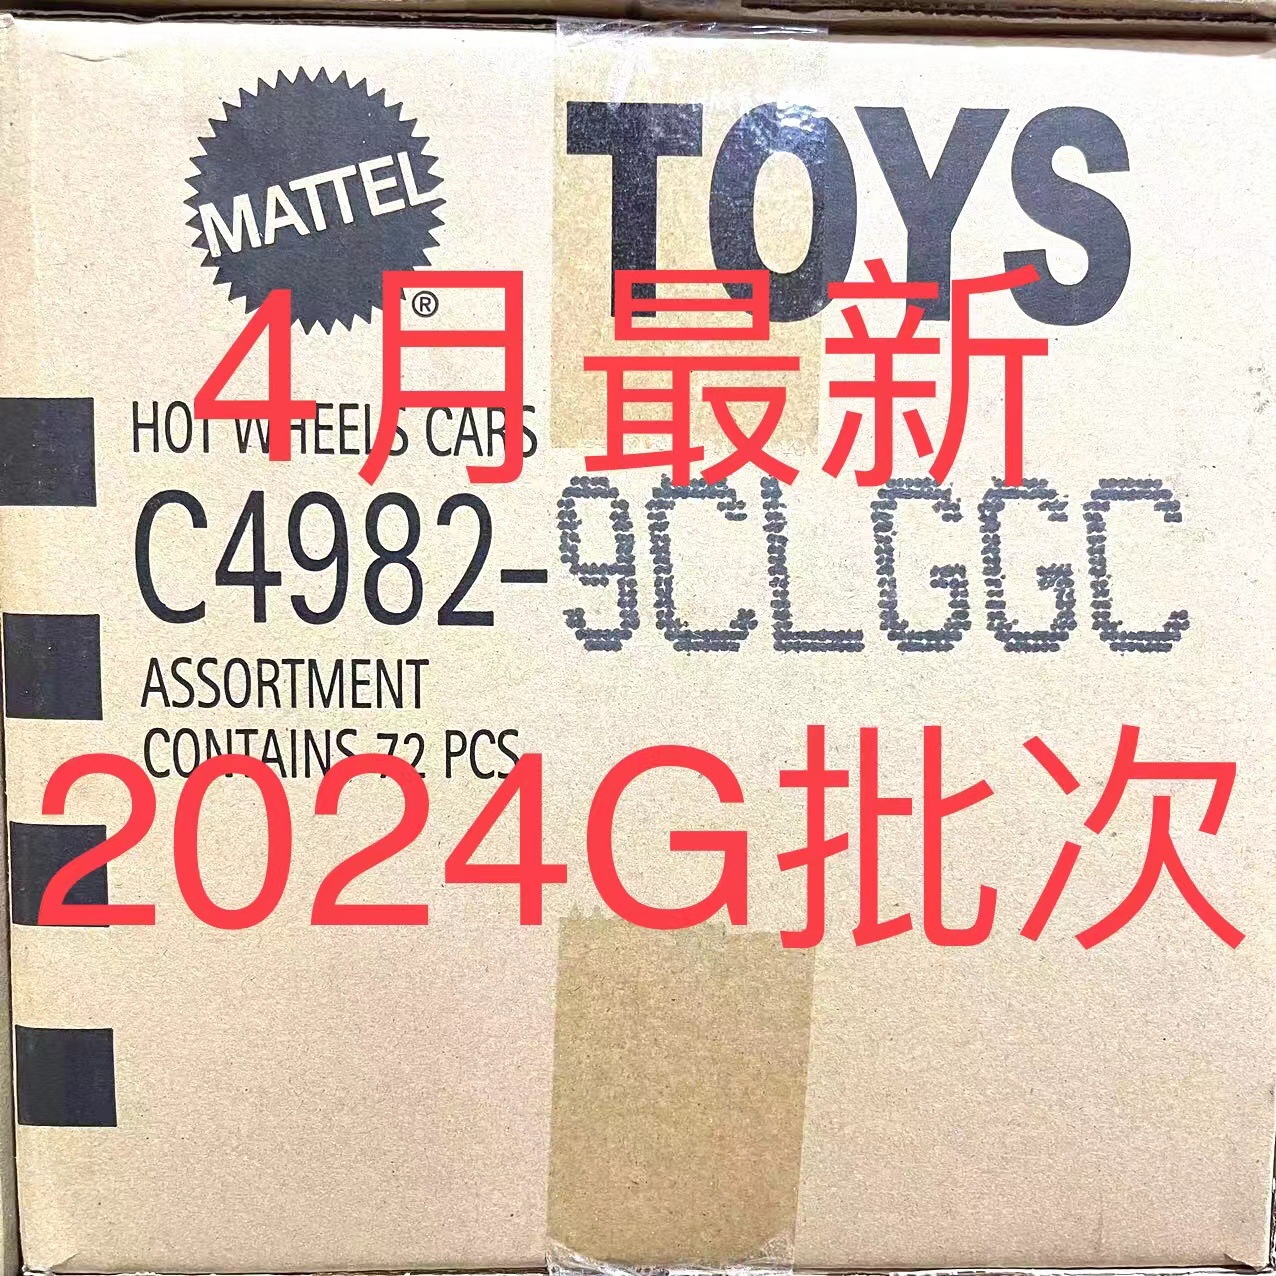 MATTEL
®
TOYS
4月最新
HOT WHEELS CARS
C4982-9CLGGC
ASSORTMENT
CONTAINS 72 PCS
2024G批次